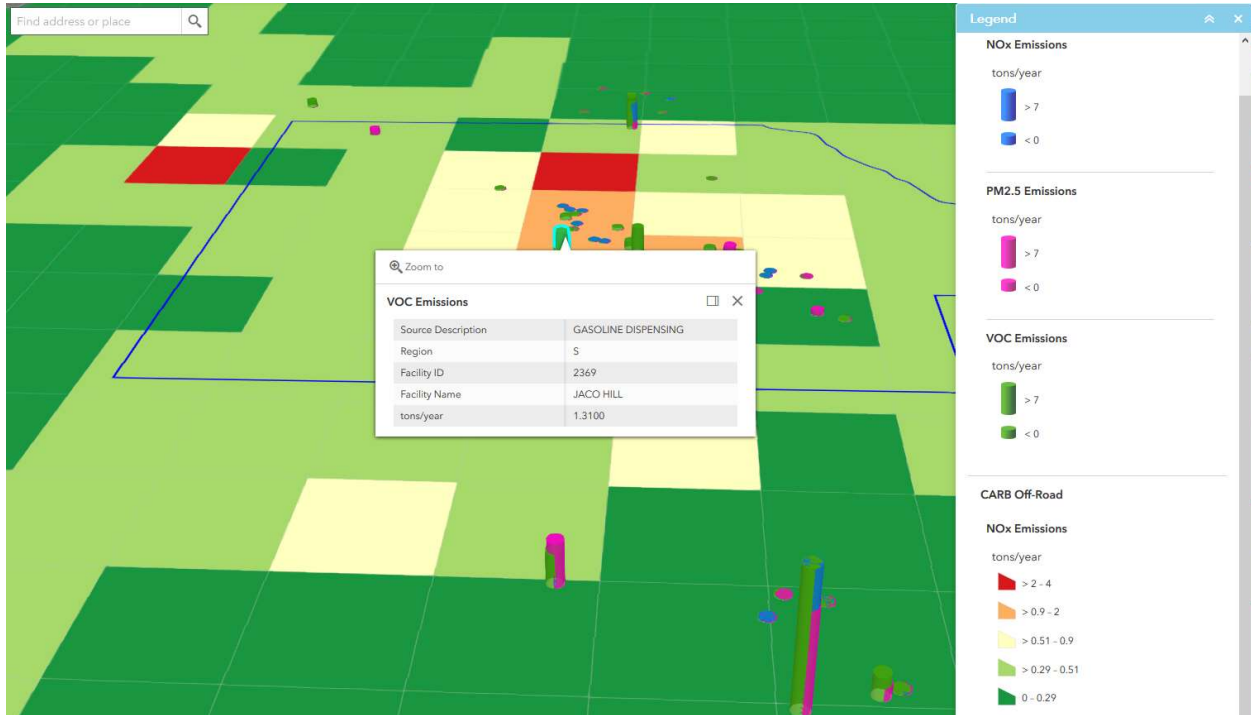 Find address or place
Zoom to
VOC Emissions
Source Description GASOLINE DISPENSING
Region S
Facility ID 2369
Facility Name JACO HILL
tons/year 1.3100
Legend
NOx Emissions
tons/year
> 7
< 0
PM2.5 Emissions
tons/year
> 7
< 0
VOC Emissions
tons/year
> 7
< 0
CARB Off-Road
NOx Emissions
tons/year
> 2 - 4
> 0.9 - 2
> 0.51 - 0.9
> 0.29 - 0.51
0 - 0.29